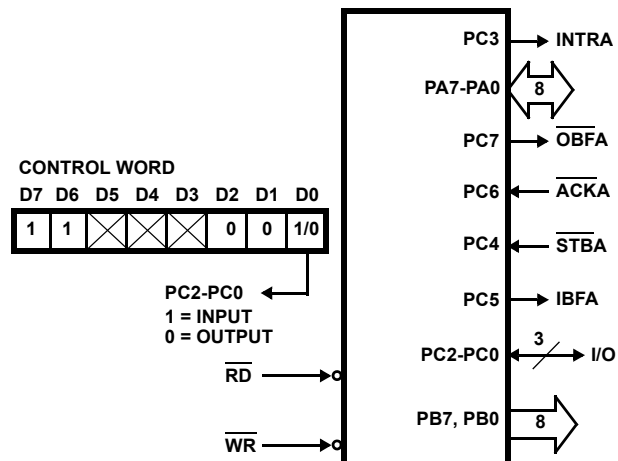 PC3 INTRA
PA7-PA0 8
PC7 OBFA
CONTROL WORD
D7 D6 D5 D4 D3 D2 D1 D0
1 1 0 0 1/0
PC6 ACKA
PC4 STBA
PC2-PC0
1 = INPUT
0 = OUTPUT
PC5 IBFA
PC2-PC0 3 I/O
RD
PB7, PB0 8
WR